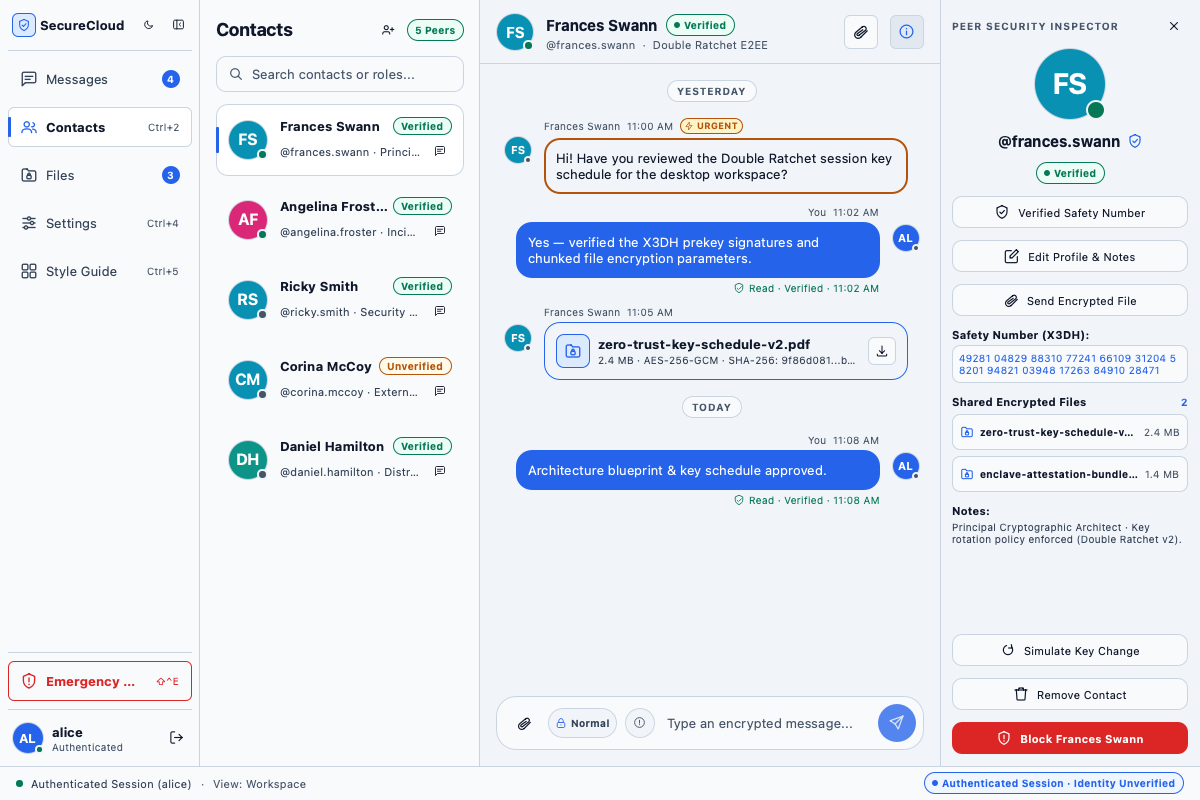 SecureCloud
Messages 4
Contacts Ctrl+2
Files 3
Settings Ctrl+4
Style Guide Ctrl+5
Emergency ... ⇧^E
AL alice
Authenticated
Contacts 5 Peers
Search contacts or roles...
FS Frances Swann Verified
@frances.swann · Princi...
AF Angelina Frost... Verified
@angelina.froster · Inci...
RS Ricky Smith Verified
@ricky.smith · Security ...
CM Corina McCoy Unverified
@corina.mccoy · Extern...
DH Daniel Hamilton Verified
@daniel.hamilton · Distr...
FS Frances Swann Verified
@frances.swann · Double Ratchet E2EE
YESTERDAY
Frances Swann 11:00 AM URGENT
FS
Hi! Have you reviewed the Double Ratchet session key
schedule for the desktop workspace?
You 11:02 AM
AL
Yes — verified the X3DH prekey signatures and
chunked file encryption parameters.
Read · Verified · 11:02 AM
Frances Swann 11:05 AM
FS
zero-trust-key-schedule-v2.pdf
2.4 MB · AES-256-GCM · SHA-256: 9f86d081...b...
TODAY
You 11:08 AM
AL
Architecture blueprint & key schedule approved.
Read · Verified · 11:08 AM
Normal
Type an encrypted message...
PEER SECURITY INSPECTOR
FS
@frances.swann
Verified
Verified Safety Number
Edit Profile & Notes
Send Encrypted File
Safety Number (X3DH):
49281 04829 88310 77241 66109 31204 5
8201 94821 03948 17263 84910 28471
Shared Encrypted Files 2
zero-trust-key-schedule-v... 2.4 MB
enclave-attestation-bundle... 1.4 MB
Notes:
Principal Cryptographic Architect · Key
rotation policy enforced (Double Ratchet v2).
Simulate Key Change
Remove Contact
Block Frances Swann
Authenticated Session (alice) · View: Workspace
Authenticated Session · Identity Unverified